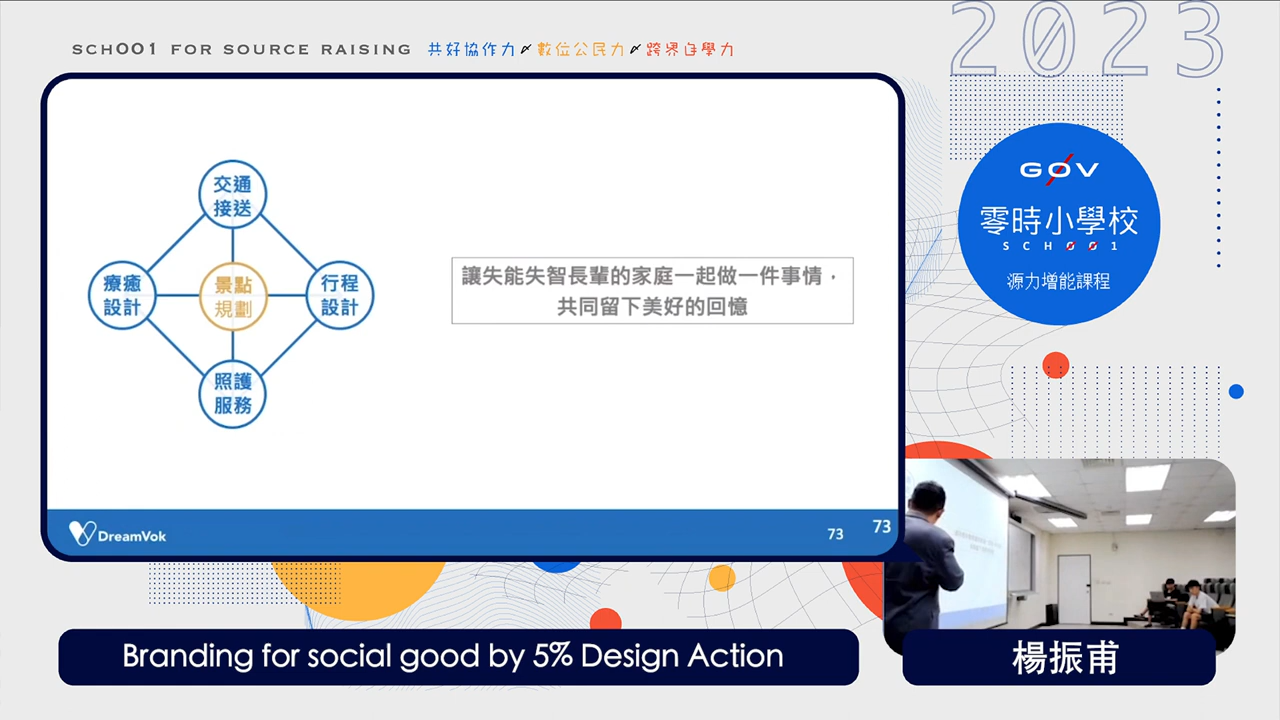 2023
SCH001 FOR SOURCE RAISING 共好協作力 數位公民力 跨界自學力
G0V
零時小學校
SCH001
源力增能課程
交通
接送
療癒
設計
景點
規劃
行程
設計
照護
服務
讓失能失智長輩的家庭一起做一件事情，
共同留下美好的回憶
DreamVok
73
73
Branding for social good by 5% Design Action
楊振甫